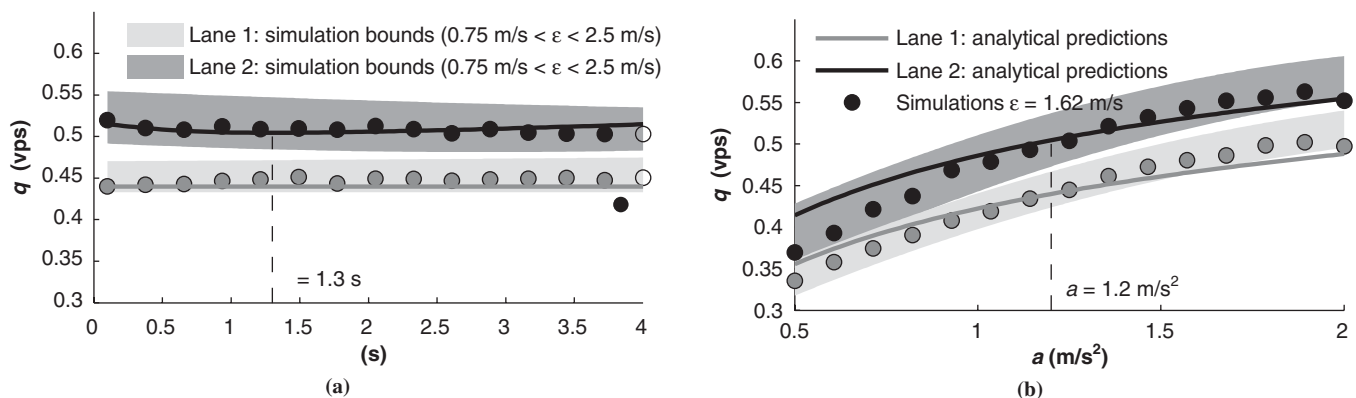 0.6
0.55
0.5
0.45
0.4
0.35
0.3
q (vps)
Lane 1: simulation bounds (0.75 m/s < ε < 2.5 m/s)
Lane 2: simulation bounds (0.75 m/s < ε < 2.5 m/s)
= 1.3 s
0 0.5 1 1.5 2 2.5 3 3.5 4
(s)
(a)
0.6
0.55
0.5
0.45
0.4
0.35
0.3
q (vps)
Lane 1: analytical predictions
Lane 2: analytical predictions
Simulations ε = 1.62 m/s
a = 1.2 m/s²
0.5 1 1.5 2
a (m/s²)
(b)